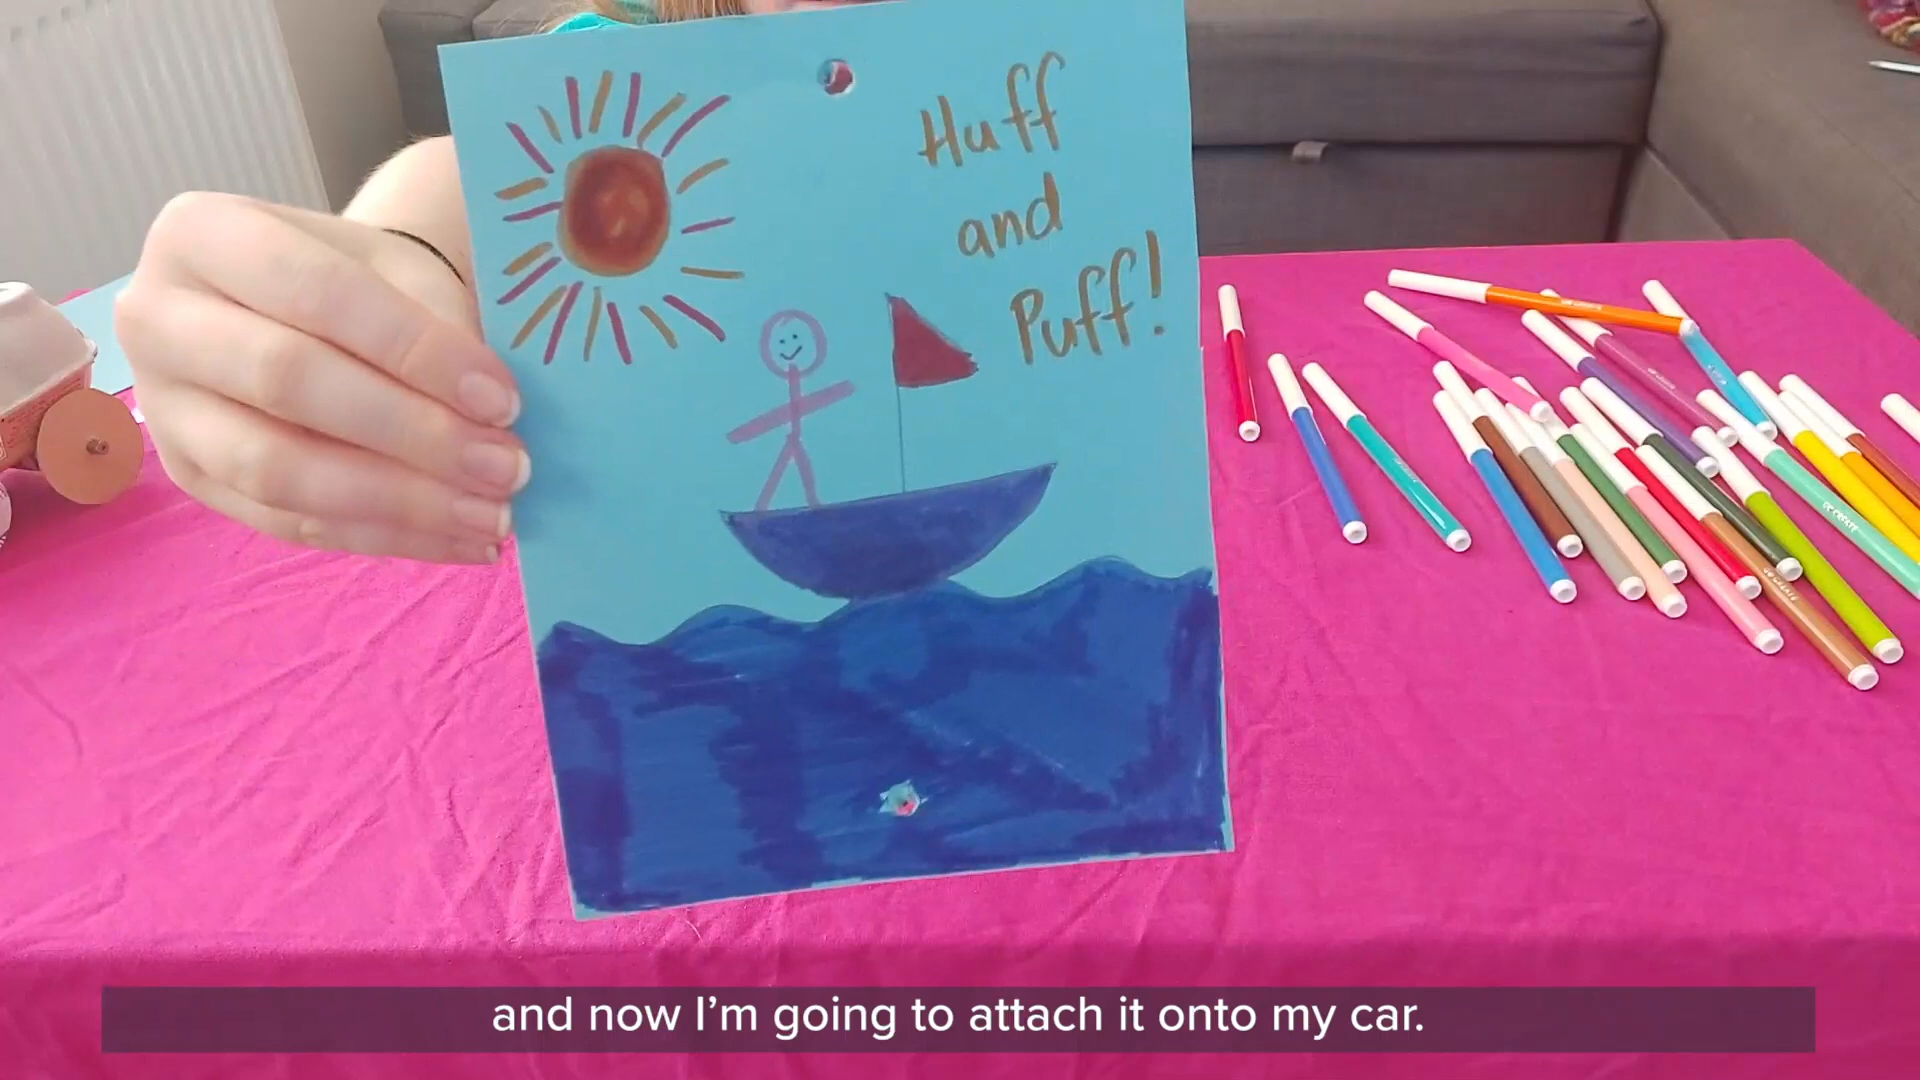 Huff
and
Puff!
and now I’m going to attach it onto my car.